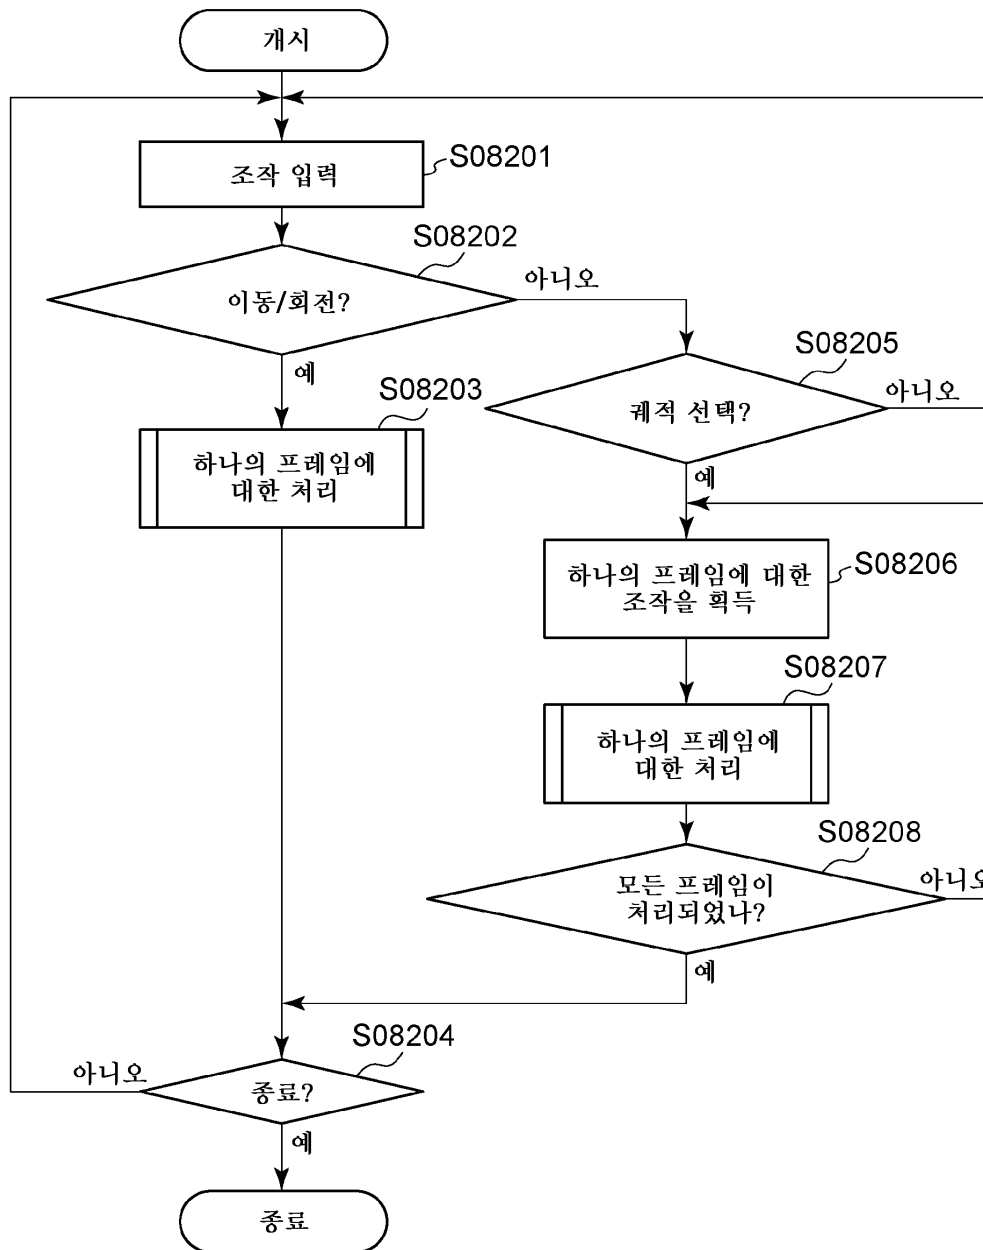 개시
조작 입력
S08201
S08202
이동/회전?
아니오
예
S08203
하나의 프레임에
대한 처리
S08205
궤적 선택?
아니오
예
하나의 프레임에 대한
조작을 획득
S08206
S08207
하나의 프레임에
대한 처리
S08208
모든 프레임이
처리되었나?
아니오
예
S08204
종료?
아니오
예
종료